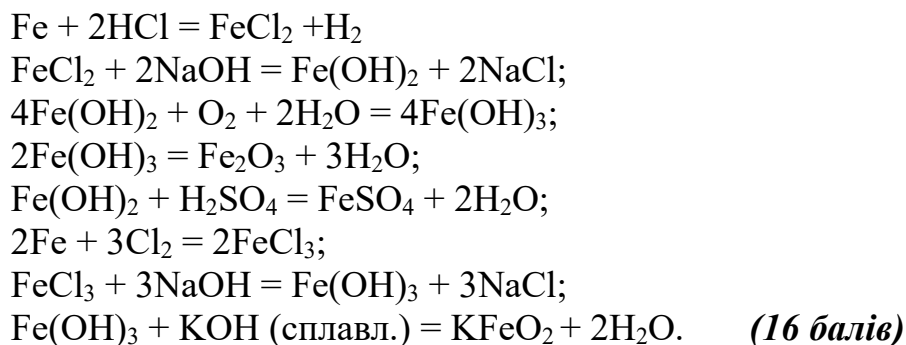 Fe + 2HCl = FeCl₂ +H₂
FeCl₂ + 2NaOH = Fe(OH)₂ + 2NaCl;
4Fe(OH)₂ + O₂ + 2H₂O = 4Fe(OH)₃;
2Fe(OH)₃ = Fe₂O₃ + 3H₂O;
Fe(OH)₂ + H₂SO₄ = FeSO₄ + 2H₂O;
2Fe + 3Cl₂ = 2FeCl₃;
FeCl₃ + 3NaOH = Fe(OH)₃ + 3NaCl;
Fe(OH)₃ + KOH (сплавл.) = KFeO₂ + 2H₂O. (16 балів)